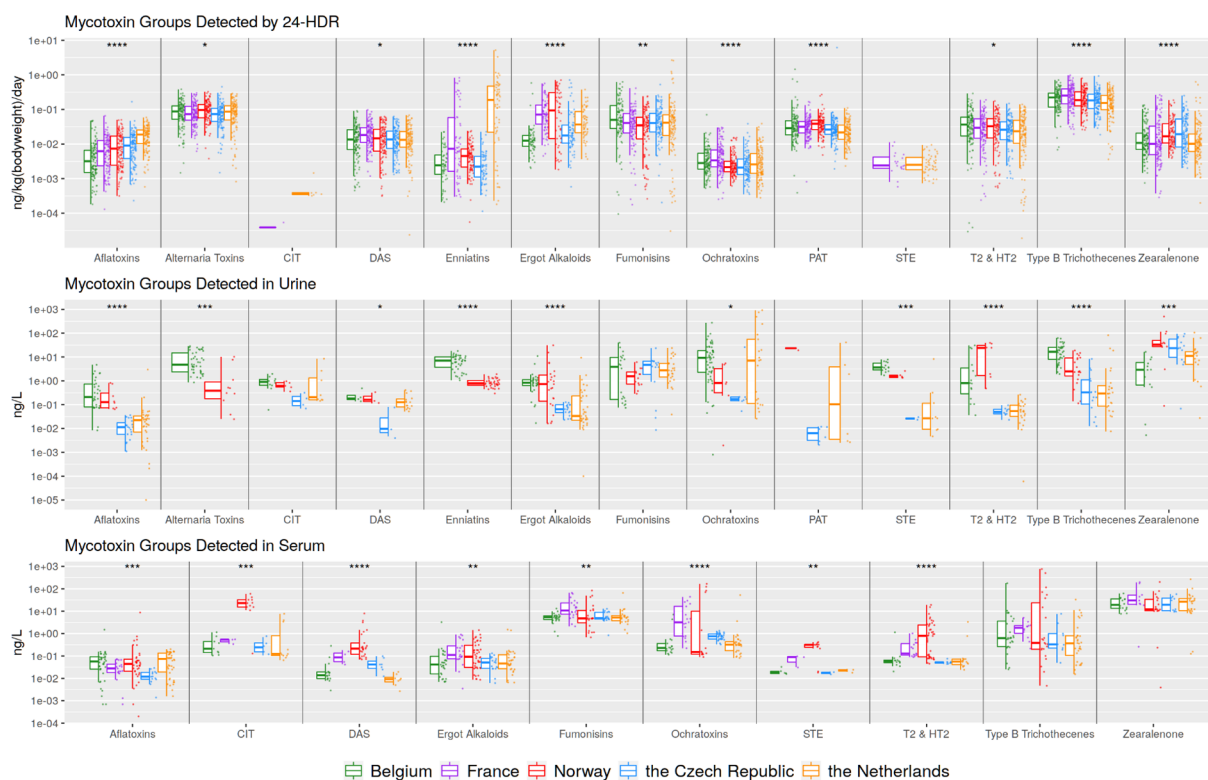 Mycotoxin Groups Detected by 24-HDR
**** * * **** **** ** **** **** * **** ****
ng/kg(bodyweight)/day
1e+01
1e+00
1e-01
1e-02
1e-03
1e-04
Aflatoxins Alternaria Toxins CIT DAS Enniatins Ergot Alkaloids Fumonisins Ochratoxins PAT STE T2 & HT2 Type B Trichothecenes Zearalenone
Mycotoxin Groups Detected in Urine
**** *** * **** **** * *** **** **** ***
ng/L
1e+03
1e+02
1e+01
1e+00
1e-01
1e-02
1e-03
1e-04
1e-05
Aflatoxins Alternaria Toxins CIT DAS Enniatins Ergot Alkaloids Fumonisins Ochratoxins PAT STE T2 & HT2 Type B Trichothecenes Zearalenone
Mycotoxin Groups Detected in Serum
*** *** **** ** ** **** ** ****
ng/L
1e+03
1e+02
1e+01
1e+00
1e-01
1e-02
1e-03
1e-04
Aflatoxins CIT DAS Ergot Alkaloids Fumonisins Ochratoxins STE T2 & HT2 Type B Trichothecenes Zearalenone
Belgium France Norway the Czech Republic the Netherlands